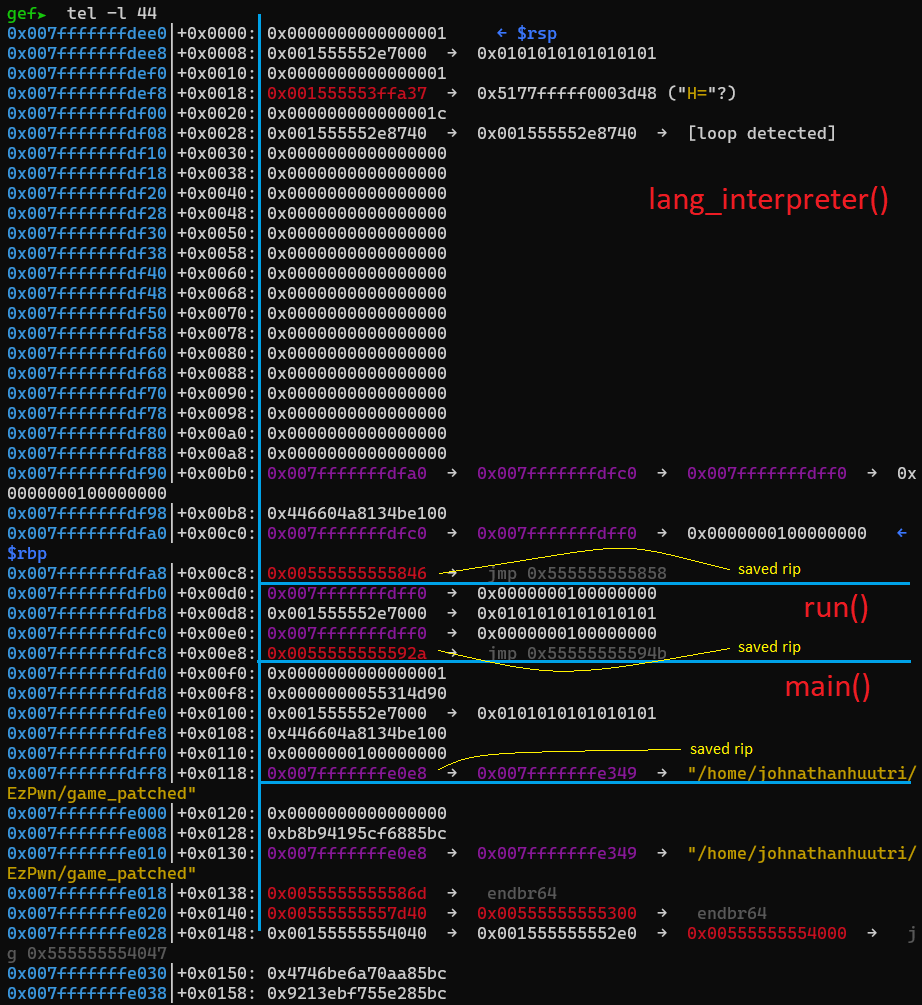 gef➤  tel -l 44
0x007fffffffdee0│+0x0000: 0x0000000000000001     ← $rsp
0x007fffffffdee8│+0x0008: 0x001555552e7000  →  0x0101010101010101
0x007fffffffdef0│+0x0010: 0x0000000000000001
0x007fffffffdef8│+0x0018: 0x001555553ffa37  →  0x5177fffff0003d48 ("H="?)
0x007fffffffdf00│+0x0020: 0x000000000000001c
0x007fffffffdf08│+0x0028: 0x001555552e8740  →  0x001555552e8740  →  [loop detected]
0x007fffffffdf10│+0x0030: 0x0000000000000000
0x007fffffffdf18│+0x0038: 0x0000000000000000
0x007fffffffdf20│+0x0040: 0x0000000000000000
lang_interpreter()
0x007fffffffdf28│+0x0048: 0x0000000000000000
0x007fffffffdf30│+0x0050: 0x0000000000000000
0x007fffffffdf38│+0x0058: 0x0000000000000000
0x007fffffffdf40│+0x0060: 0x0000000000000000
0x007fffffffdf48│+0x0068: 0x0000000000000000
0x007fffffffdf50│+0x0070: 0x0000000000000000
0x007fffffffdf58│+0x0078: 0x0000000000000000
0x007fffffffdf60│+0x0080: 0x0000000000000000
0x007fffffffdf68│+0x0088: 0x0000000000000000
0x007fffffffdf70│+0x0090: 0x0000000000000000
0x007fffffffdf78│+0x0098: 0x0000000000000000
0x007fffffffdf80│+0x00a0: 0x0000000000000000
0x007fffffffdf88│+0x00a8: 0x0000000000000000
0x007fffffffdf90│+0x00b0: 0x007fffffffdfa0  →  0x007fffffffdfc0  →  0x007fffffffdff0  →  0x
0000000100000000
0x007fffffffdf98│+0x00b8: 0x446604a8134be100
0x007fffffffdfa0│+0x00c0: 0x007fffffffdfc0  →  0x007fffffffdff0  →  0x0000000100000000   ←
$rbp
0x007fffffffdfa8│+0x00c8: 0x00555555555846  →   jmp 0x555555555858
saved rip
0x007fffffffdfb0│+0x00d0: 0x007fffffffdff0  →  0x0000000100000000
0x007fffffffdfb8│+0x00d8: 0x001555552e7000  →  0x0101010101010101
run()
0x007fffffffdfc0│+0x00e0: 0x007fffffffdff0  →  0x0000000100000000
0x007fffffffdfc8│+0x00e8: 0x0055555555592a  →   jmp 0x55555555594b
saved rip
0x007fffffffdfd0│+0x00f0: 0x0000000000000001
0x007fffffffdfd8│+0x00f8: 0x0000000055314d90
main()
0x007fffffffdfe0│+0x0100: 0x001555552e7000  →  0x0101010101010101
0x007fffffffdfe8│+0x0108: 0x446604a8134be100
0x007fffffffdff0│+0x0110: 0x0000000100000000
saved rip
0x007fffffffdff8│+0x0118: 0x007fffffffe0e8  →  0x007fffffffe349  →  "/home/johnathanhuutri/
EzPwn/game_patched"
0x007fffffffe000│+0x0120: 0x0000000000000000
0x007fffffffe008│+0x0128: 0xb8b94195cf6885bc
0x007fffffffe010│+0x0130: 0x007fffffffe0e8  →  0x007fffffffe349  →  "/home/johnathanhuutri/
EzPwn/game_patched"
0x007fffffffe018│+0x0138: 0x0055555555586d  →   endbr64
0x007fffffffe020│+0x0140: 0x00555555557d40  →  0x00555555555300  →   endbr64
0x007fffffffe028│+0x0148: 0x00155555554040  →  0x001555555552e0  →  0x00555555554000  →   j
g 0x555555554047
0x007fffffffe030│+0x0150: 0x4746be6a70aa85bc
0x007fffffffe038│+0x0158: 0x9213ebf755e285bc